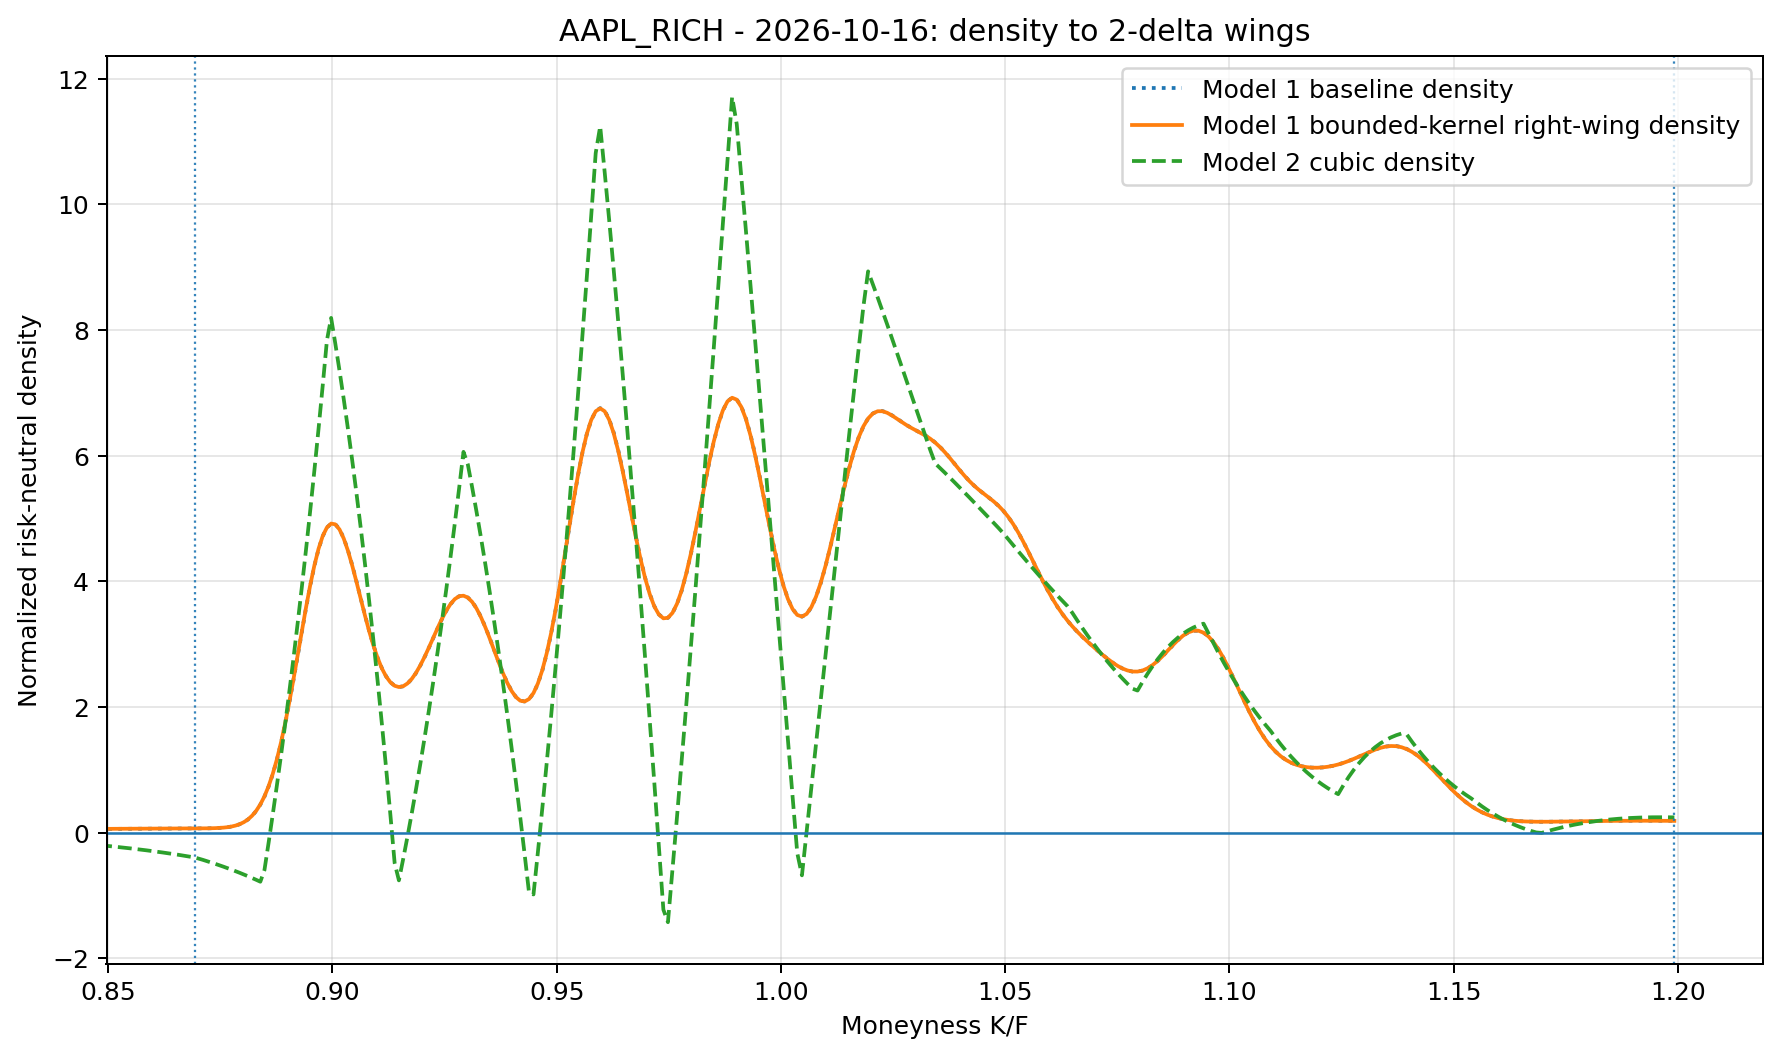 AAPL_RICH - 2026-10-16: density to 2-delta wings
Model 1 baseline density
Model 1 bounded-kernel right-wing density
Model 2 cubic density
Normalized risk-neutral density
12
10
8
6
4
2
0
−2
0.85
0.90
0.95
1.00
1.05
1.10
1.15
1.20
Moneyness K/F